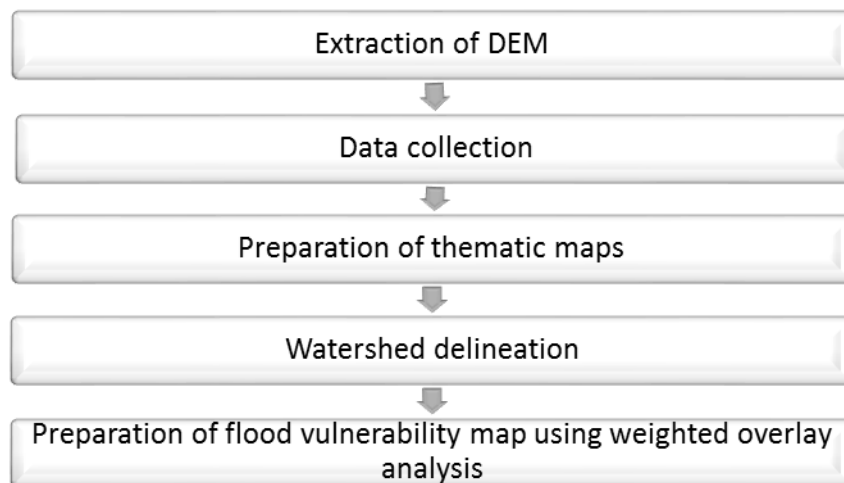 Extraction of DEM
Data collection
Preparation of thematic maps
Watershed delineation
Preparation of flood vulnerability map using weighted overlay
analysis